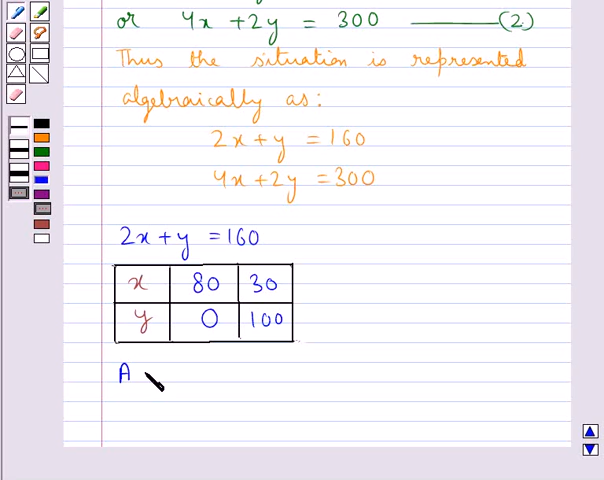 or 4x + 2y = 300 ———(2)
Thus the situation is represented
algebraically as:
2x + y = 160
4x + 2y = 300
2x + y = 160
x 80 30
y 0 100
A